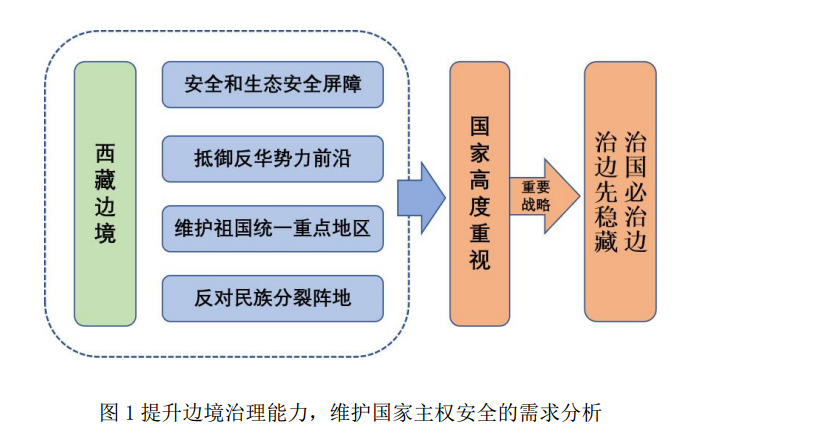 西藏边境
安全和生态安全屏障
抵御反华势力前沿
维护祖国统一重点地区
反对民族分裂阵地
国家高度重视
重要
战略
治国必治边
治边先稳藏
图 1 提升边境治理能力，维护国家主权安全的需求分析